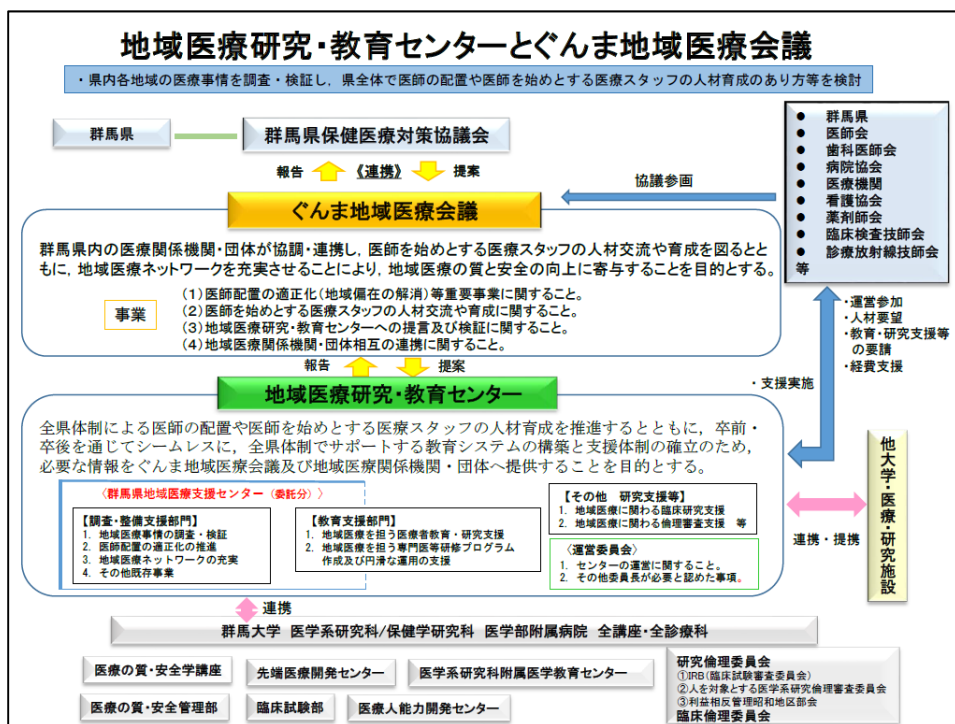 地域医療研究・教育センターとぐんま地域医療会議
・県内各地域の医療事情を調査・検証し，県全体で医師の配置や医師を始めとする医療スタッフの人材育成のあり方等を検討
群馬県
群馬県保健医療対策協議会
報告
《連携》
提案
● 群馬県
● 医師会
● 歯科医師会
● 病院協会
● 医療機関
● 看護協会
● 薬剤師会
● 臨床検査技師会
● 診療放射線技師会
等
協議参画
ぐんま地域医療会議
群馬県内の医療関係機関・団体が協調・連携し，医師を始めとする医療スタッフの人材交流や育成を図るとと
もに，地域医療ネットワークを充実させることにより，地域医療の質と安全の向上に寄与することを目的とする。
事業
（1）医師配置の適正化（地域偏在の解消）等重要事業に関すること。
（2）医師を始めとする医療スタッフの人材交流や育成に関すること。
（3）地域医療研究・教育センターへの提言及び検証に関すること。
（4）地域医療関係機関・団体相互の連携に関すること。
・運営参加
・人材要望
・教育・研究支援等
の要請
・経費支援
・支援実施
報告
提案
地域医療研究・教育センター
全県体制による医師の配置や医師を始めとする医療スタッフの人材育成を推進するとともに，卒前・
卒後を通じてシームレスに，全県体制でサポートする教育システムの構築と支援体制の確立のため，
必要な情報をぐんま地域医療会議及び地域医療関係機関・団体へ提供することを目的とする。
〈群馬県地域医療支援センター（委託分）〉
【調査・整備支援部門】
1. 地域医療事情の調査・検証
2. 医師配置の適正化の推進
3. 地域医療ネットワークの充実
4. その他既存事業
【教育支援部門】
1. 地域医療を担う医療者教育・研究支援
2. 地域医療を担う専門医等研修プログラム
作成及び円滑な運用の支援
【その他 研究支援等】
1. 地域医療に関わる臨床研究支援
2. 地域医療に関わる倫理審査支援 等
〈運営委員会〉
1. センターの運営に関すること。
2. その他委員長が必要と認めた事項。
連携・提携
他大学・医療・研究施設
連携
群馬大学 医学系研究科/保健学研究科 医学部附属病院 全講座・全診療科
医療の質・安全学講座
先端医療開発センター
医学系研究科附属医学教育センター
医療の質・安全管理部
臨床試験部
医療人能力開発センター
研究倫理委員会
①IRB（臨床試験審査委員会）
②人を対象とする医学系研究倫理審査委員会
③利益相反管理昭和地区部会
臨床倫理委員会